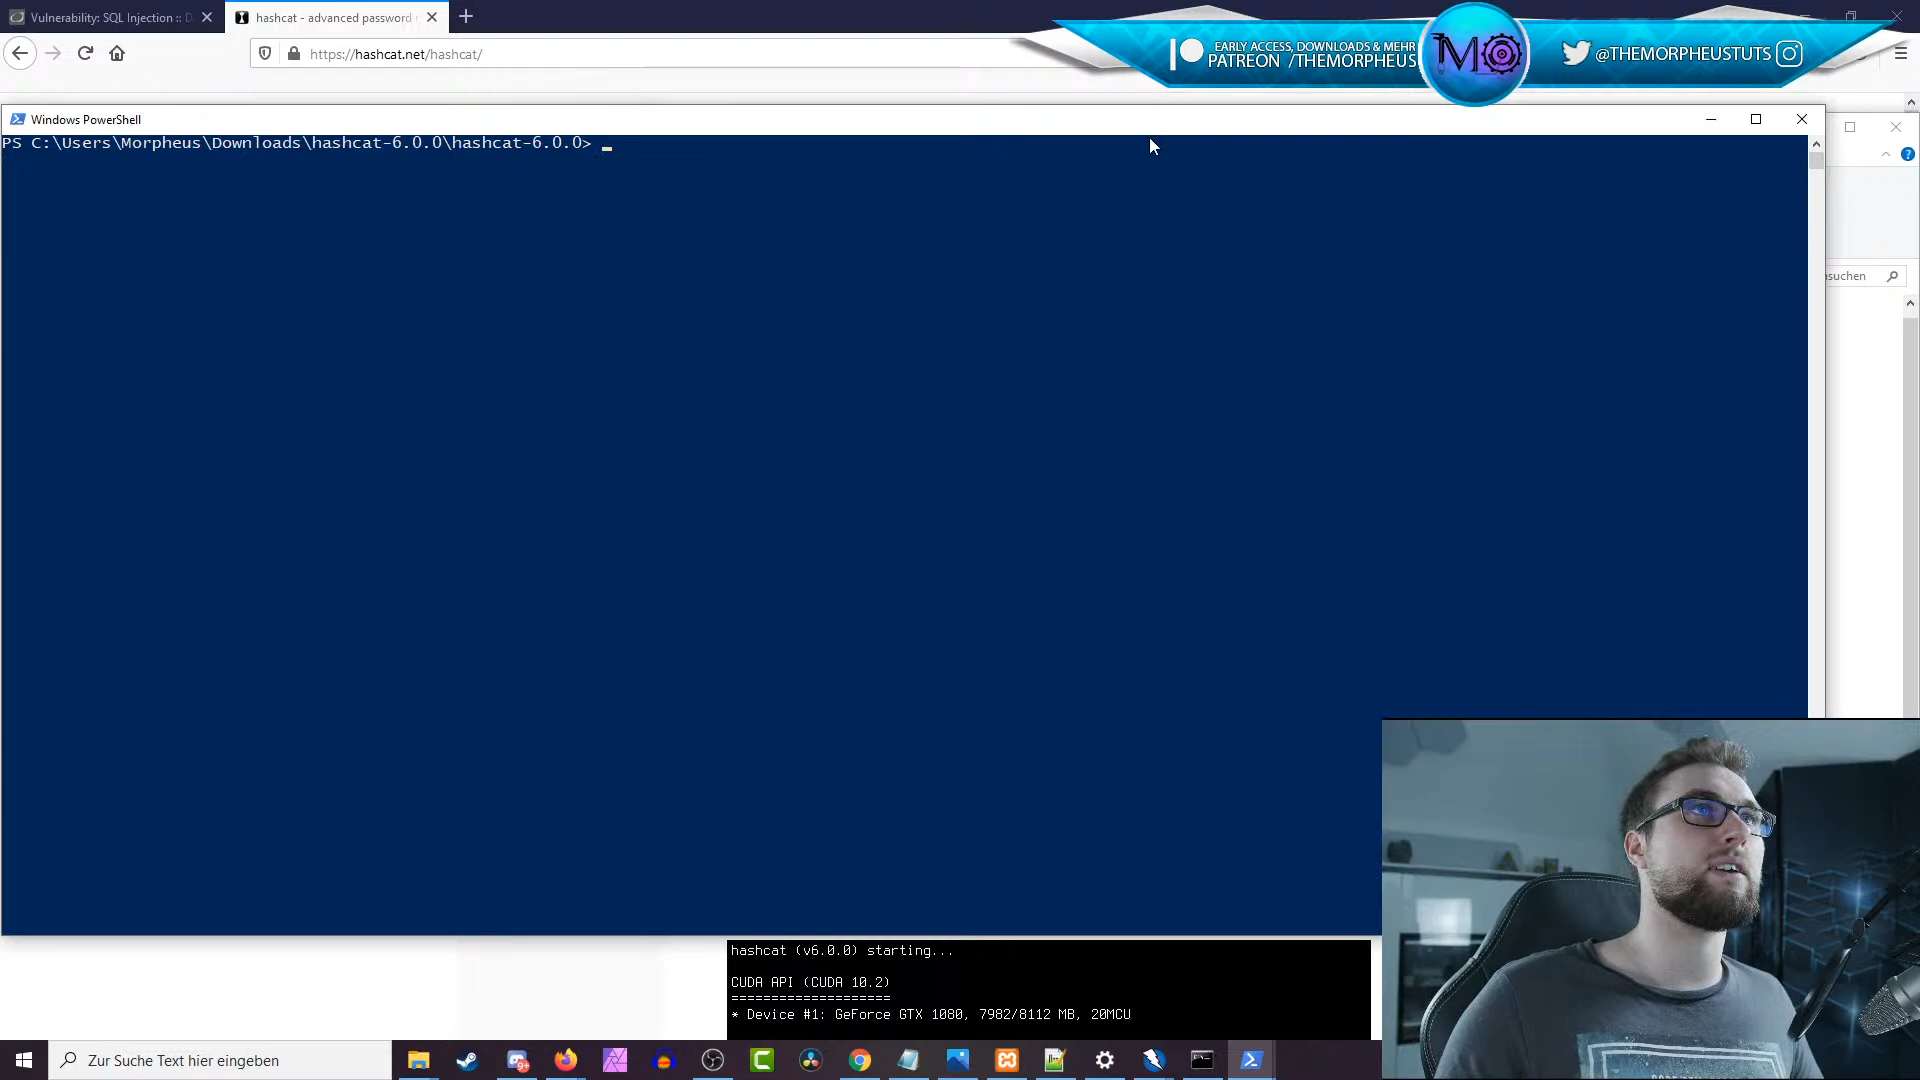 Vulnerability: SQL Injection :: D
hashcat - advanced password
https://hashcat.net/hashcat/
EARLY ACCESS, DOWNLOADS & MEHR
PATREON /THEMORPHEUS
MO
@THEMORPHEUSTUTS
Windows PowerShell
PS C:\Users\Morpheus\Downloads\hashcat-6.0.0\hashcat-6.0.0>
suchen
hashcat (v6.0.0) starting...
CUDA API (CUDA 10.2)
====================
* Device #1: GeForce GTX 1080, 7982/8112 MB, 20MCU
Zur Suche Text hier eingeben